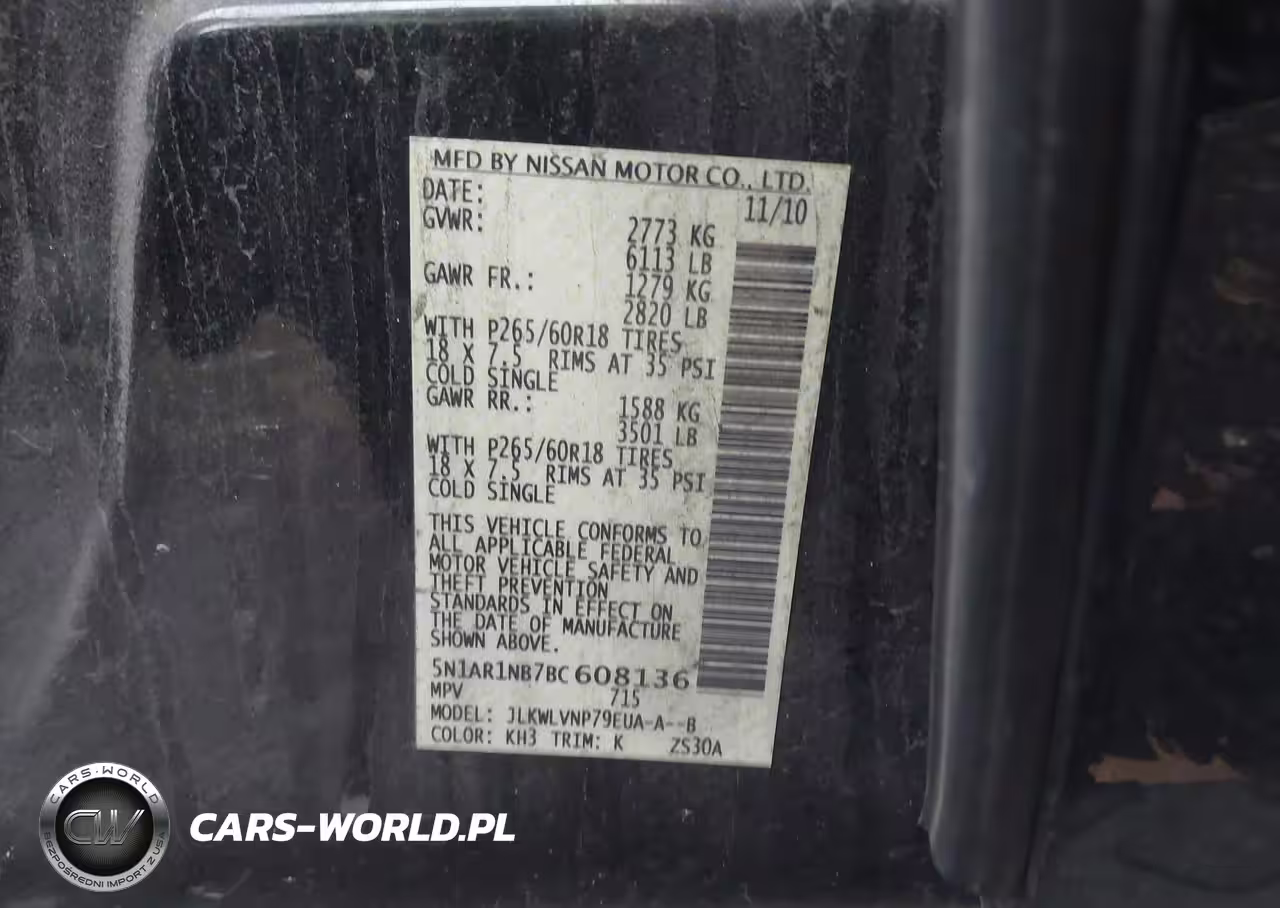 MFD BY NISSAN MOTOR CO., LTD.
DATE: 11/10
GVWR: 2773 KG
6113 LB
GAWR FR.: 1279 KG
2820 LB
WITH P265/60R18 TIRES
18 X 7.5 RIMS AT 35 PSI
COLD SINGLE
GAWR RR.: 1588 KG
3501 LB
WITH P265/60R18 TIRES
18 X 7.5 RIMS AT 35 PSI
COLD SINGLE
THIS VEHICLE CONFORMS TO
ALL APPLICABLE FEDERAL
MOTOR VEHICLE SAFETY AND
THEFT PREVENTION
STANDARDS IN EFFECT ON
THE DATE OF MANUFACTURE
SHOWN ABOVE.
5N1AR1NB7BC608136
MPV 715
MODEL: JLKWLVNP79EUA-A--B
COLOR: KH3 TRIM: K ZS30A
CARS-WORLD
CW
BEZPOŚREDNI IMPORT Z USA
CARS-WORLD.PL